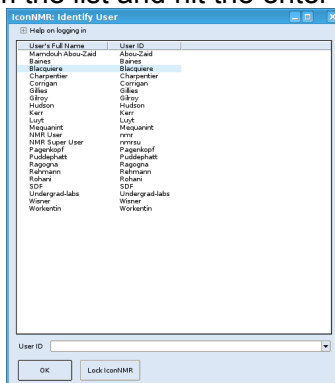 n the list and hit the enter
IconNMR: Identify User
Help on logging in
User's Full Name User ID
Mamdouh Abou-Zaid Abou-Zaid
Baines Baines
Blacquiere Blacquiere
Charpentier Charpentier
Corrigan Corrigan
Gillies Gillies
Gilroy Gilroy
Hudson Hudson
Kerr Kerr
Luyt Luyt
Mequanint Mequanint
NMR User nmr
NMR Super User nmrsu
Pagenkopf Pagenkopf
Puddephatt Puddephatt
Ragogna Ragogna
Rehmann Rehmann
Rohani Rohani
SDF SDF
Undergrad-labs Undergrad-labs
Wisner Wisner
Workentin Workentin
User ID
OK Lock IconNMR